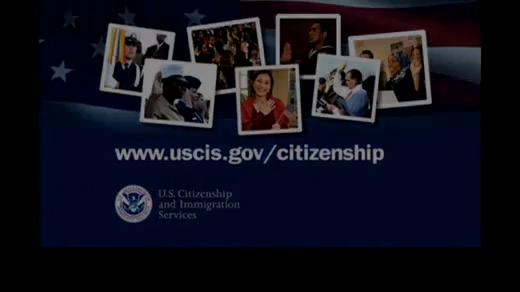 www.uscis.gov/citizenship
U.S. Citizenship
and Immigration
Services